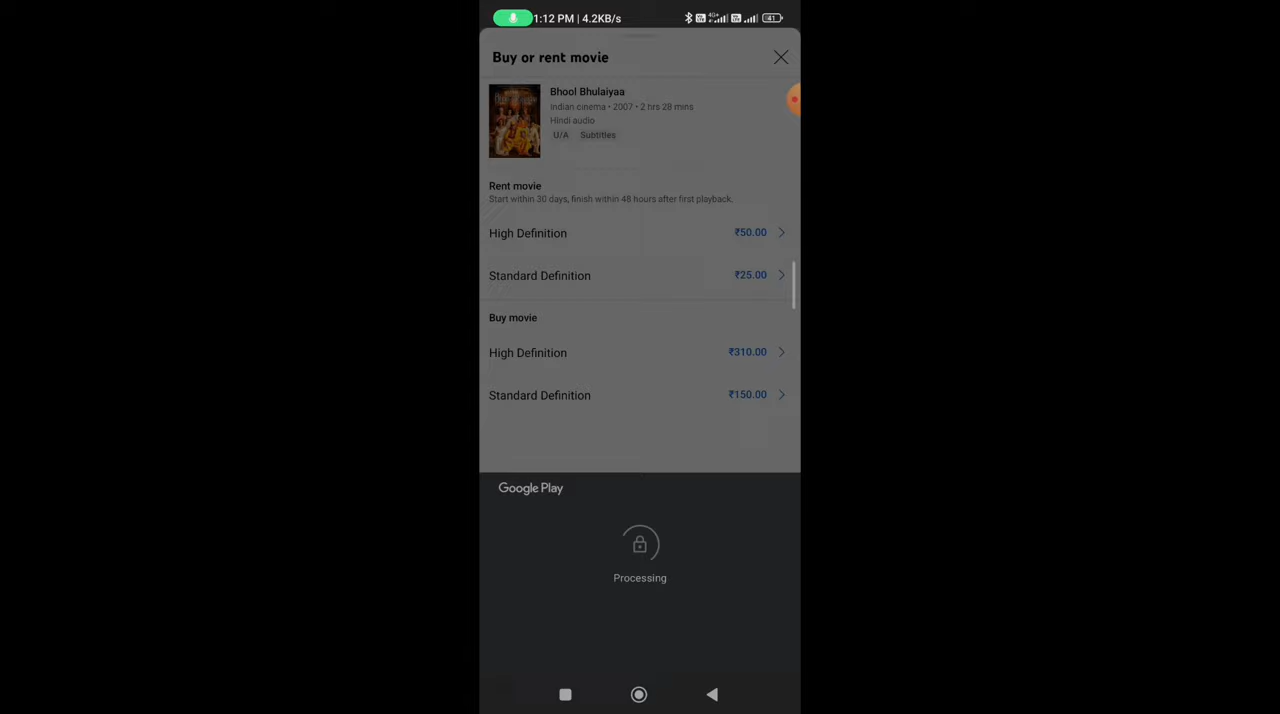 1:12 PM | 4.2KB/s
41
Buy or rent movie
Bhool Bhulaiyaa
Indian cinema • 2007 • 2 hrs 28 mins
Hindi audio
U/A Subtitles
Rent movie
Start within 30 days, finish within 48 hours after first playback.
High Definition ₹50.00
Standard Definition ₹25.00
Buy movie
High Definition ₹310.00
Standard Definition ₹150.00
Google Play
Processing